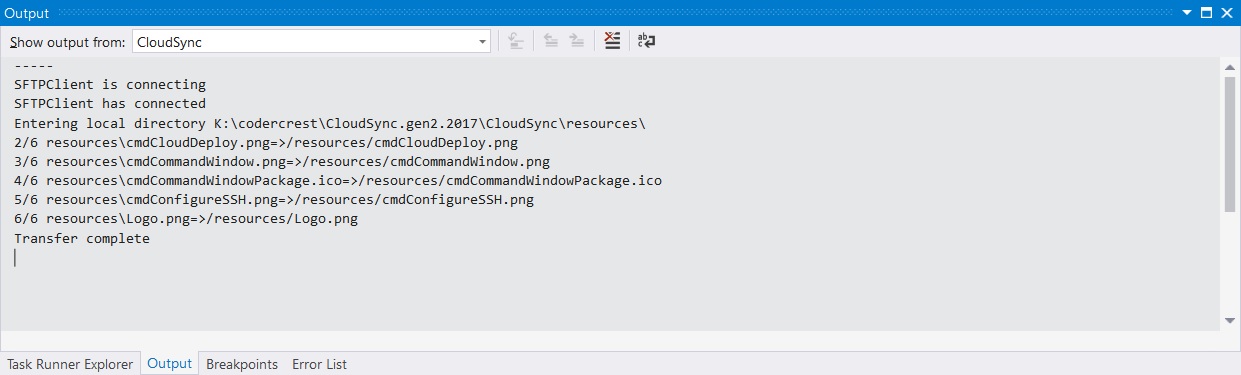 Output
Show output from: CloudSync
-----
SFTPClient is connecting
SFTPClient has connected
Entering local directory K:\codercrest\CloudSync.gen2.2017\CloudSync\resources\
2/6 resources\cmdCloudDeploy.png=>/resources/cmdCloudDeploy.png
3/6 resources\cmdCommandWindow.png=>/resources/cmdCommandWindow.png
4/6 resources\cmdCommandWindowPackage.ico=>/resources/cmdCommandWindowPackage.ico
5/6 resources\cmdConfigureSSH.png=>/resources/cmdConfigureSSH.png
6/6 resources\Logo.png=>/resources/Logo.png
Transfer complete
Task Runner Explorer Output Breakpoints Error List